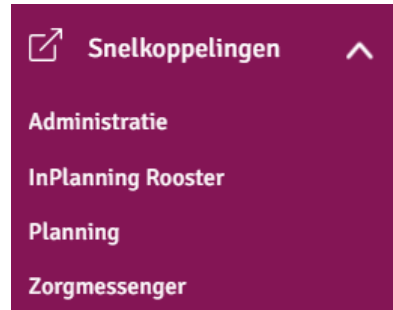 Snelkoppelingen
Administratie
InPlanning Rooster
Planning
Zorgmessenger